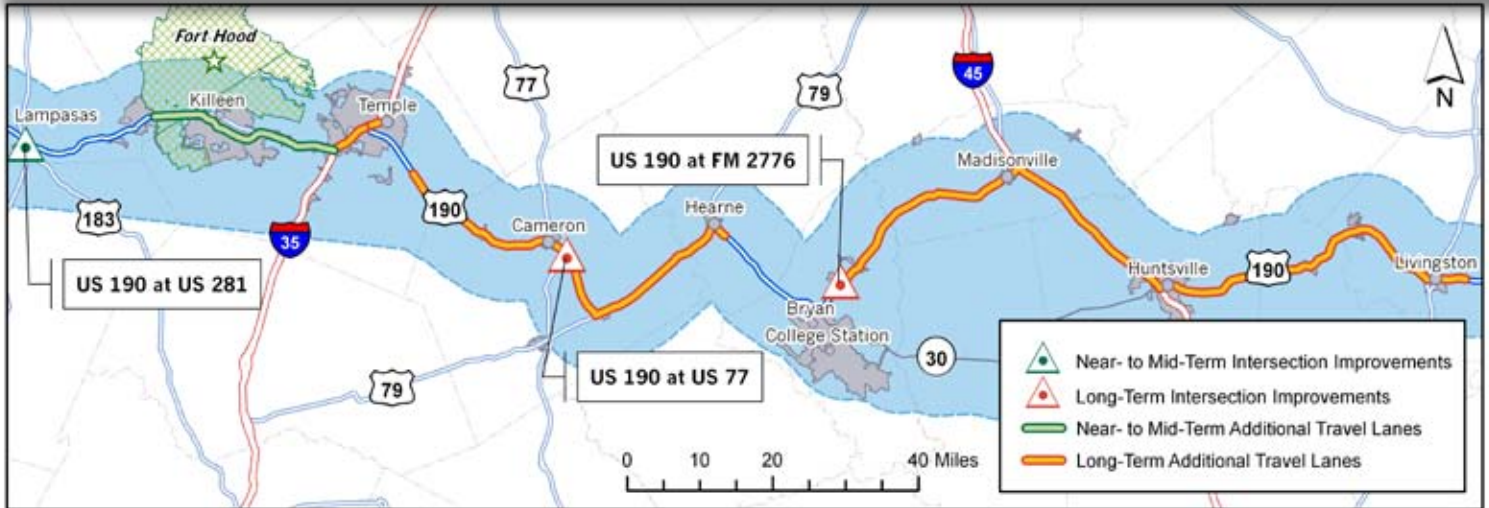 Fort Hood
Killeen
Lampasas
Temple
77
79
45
N
Madisonville
US 190 at FM 2776
183
190
Cameron
Hearne
35
US 190 at US 281
Huntsville
190
Livingston
Bryan
College Station
30
US 190 at US 77
79
0 10 20 40 Miles
Near- to Mid-Term Intersection Improvements
Long-Term Intersection Improvements
Near- to Mid-Term Additional Travel Lanes
Long-Term Additional Travel Lanes